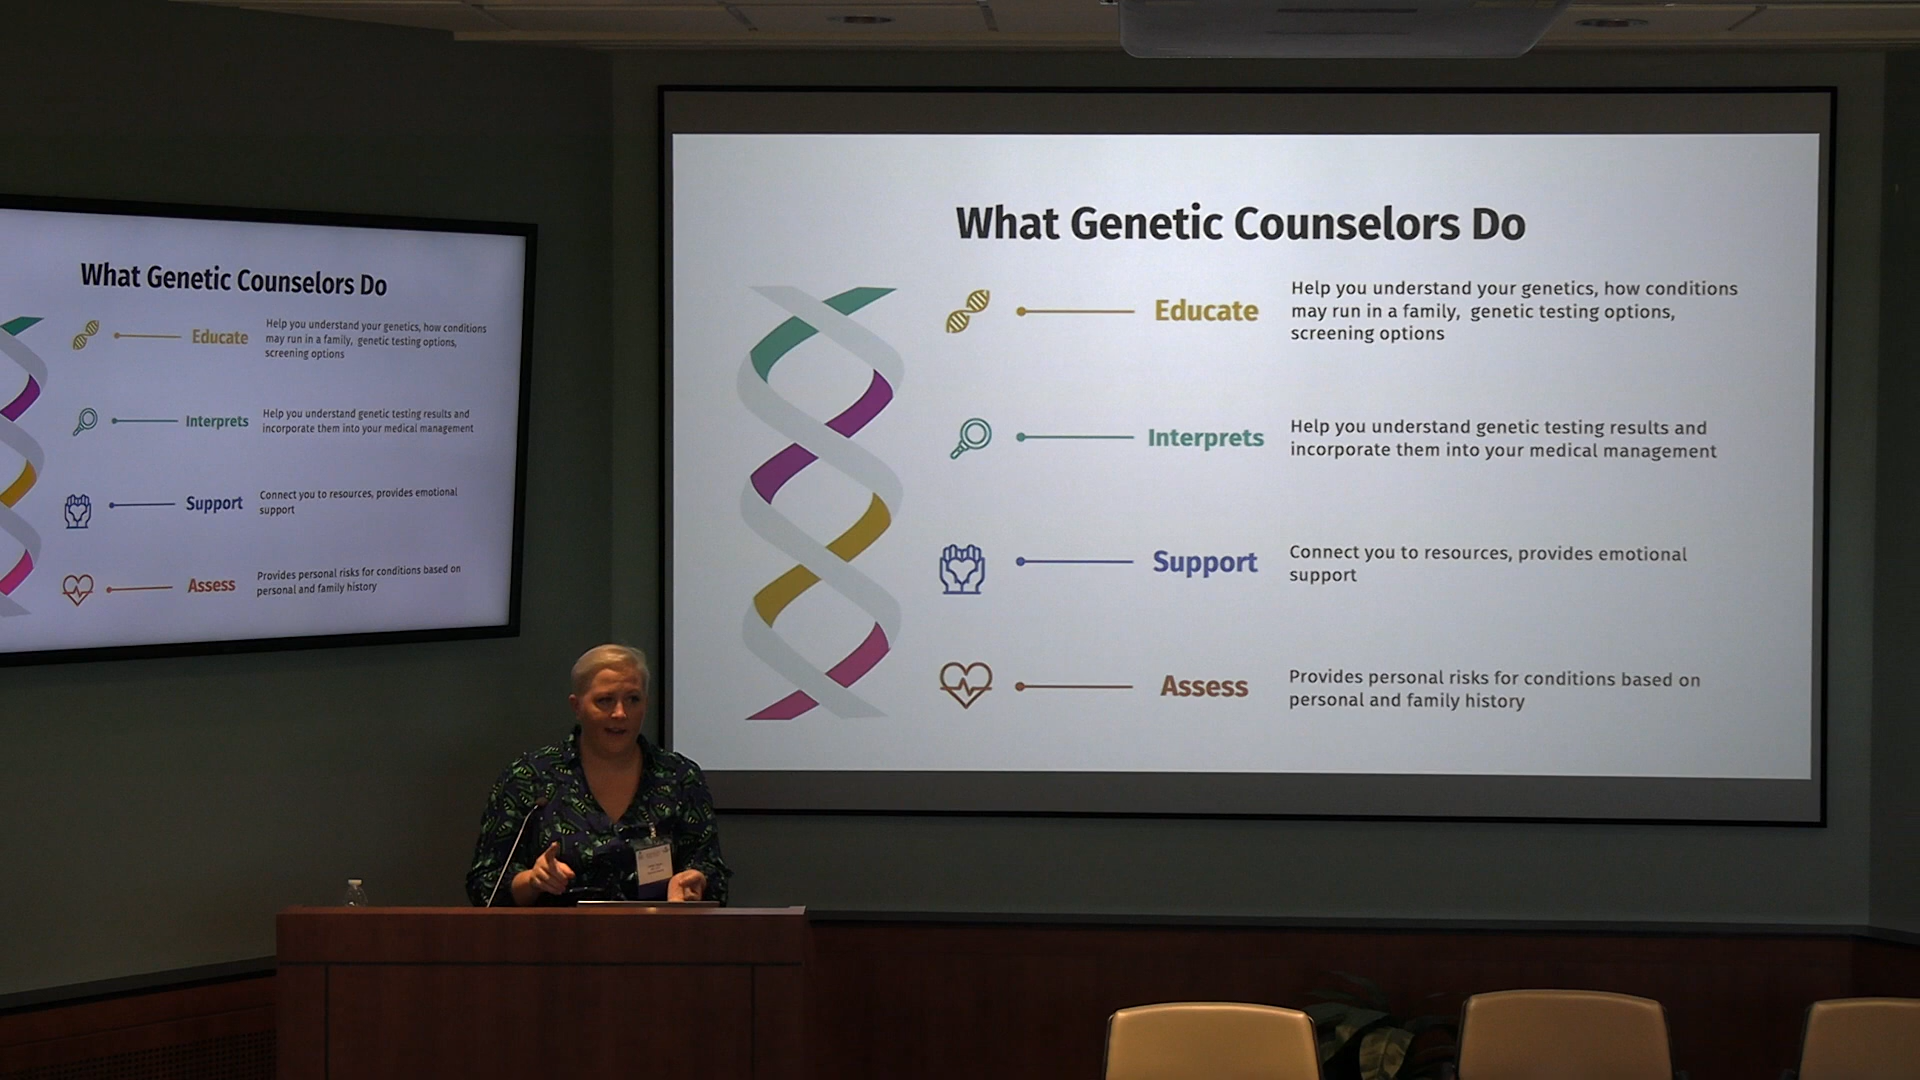 What Genetic Counselors Do
Educate
Help you understand your genetics, how conditions
may run in a family, genetic testing options,
screening options
Interprets
Help you understand genetic testing results and
incorporate them into your medical management
Support
Connect you to resources, provides emotional
support
Assess
Provides personal risks for conditions based on
personal and family history
What Genetic Counselors Do
Educate
Help you understand your genetics, how conditions
may run in a family, genetic testing options,
screening options
Interprets
Help you understand genetic testing results and
incorporate them into your medical management
Support
Connect you to resources, provides emotional
support
Assess
Provides personal risks for conditions based on
personal and family history